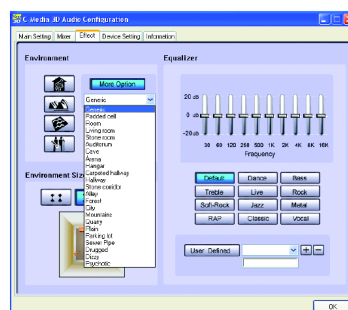 C Media 3D Audio Configuration
Main Setting Mixer Effect Device Setting Information
Environment
More Option
Generic
Generic
Padded cell
Room
Living room
Stone room
Auditorium
Cave
Arena
Hangar
Carpeted hallway
Hallway
Stone corridor
Alley
Forest
City
Mountains
Quarry
Plain
Parking lot
Sewer Pipe
Drugged
Dizzy
Psychotic
Environment Size
Equalizer
20 dB
0 dB
-20 dB
30 60 120 250 500 1K 2K 4K 8K 16K
Frequency
Default Dance Bass
Treble Live Rock
Soft-Rock Jazz Metal
RAP Classic Vocal
User Defined
OK